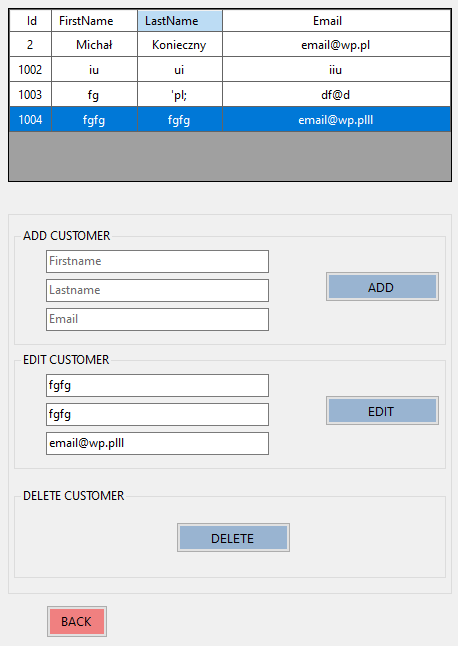 Id FirstName LastName Email
2 Michał Konieczny email@wp.pl
1002 iu ui iiu
1003 fg 'pl; df@d
1004 fgfg fgfg email@wp.plll
ADD CUSTOMER
Firstname
Lastname
ADD
Email
EDIT CUSTOMER
fgfg
fgfg
EDIT
email@wp.plll
DELETE CUSTOMER
DELETE
BACK